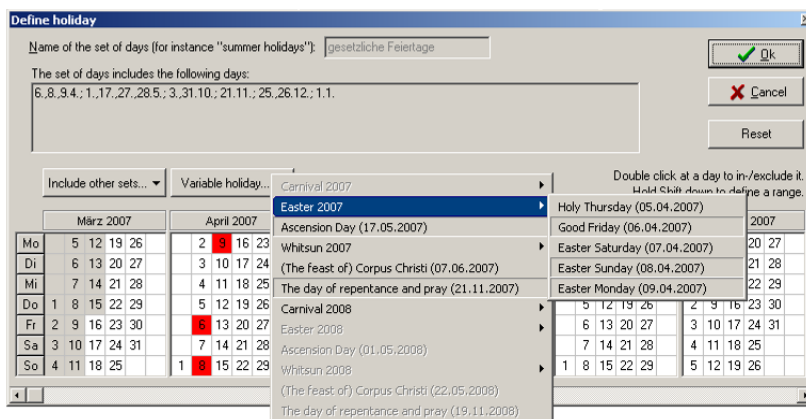 Define holiday
Name of the set of days (for instance "summer holidays"): gesetzliche Feiertage
Ok
The set of days includes the following days:
6.,8.,9.4.; 1.,17.,27.,28.5.; 3.,31.10.; 21.11.; 25.,26.12.; 1.1.
Cancel
Reset
Include other sets...
Variable holiday...
Double click at a day to in-/exclude it.
Hold Shift down to define a range.
Carnival 2007
Easter 2007
Ascension Day (17.05.2007)
Whitsun 2007
(The feast of) Corpus Christi (07.06.2007)
The day of repentance and pray (21.11.2007)
Carnival 2008
Easter 2008
Ascension Day (01.05.2008)
Whitsun 2008
(The feast of) Corpus Christi (22.05.2008)
The day of repentance and pray (19.11.2008)
Holy Thursday (05.04.2007)
Good Friday (06.04.2007)
Easter Saturday (07.04.2007)
Easter Sunday (08.04.2007)
Easter Monday (09.04.2007)
März 2007
Mo 5 12 19 26
Di 6 13 20 27
Mi 7 14 21 28
Do 1 8 15 22 29
Fr 2 9 16 23 30
Sa 3 10 17 24 31
So 4 11 18 25
April 2007
2 9 16 23
3 10 17 24
4 11 18 25
5 12 19 26
6 13 20 27
7 14 21 28
1 8 15 22 29
5 12 19 26
6 13 20 27
7 14 21 28
1 8 15 22 29
2007
20 27
21 28
22 29
2 9 16 23 30
3 10 17 24 31
4 11 18 25
5 12 19 26